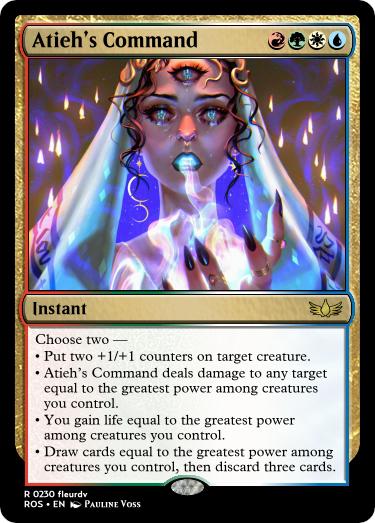 Atieh's Command
Instant
Choose two —
• Put two +1/+1 counters on target creature.
• Atieh's Command deals damage to any target
equal to the greatest power among creatures
you control.
• You gain life equal to the greatest power
among creatures you control.
• Draw cards equal to the greatest power among
creatures you control, then discard three cards.
R 0230 fleurdv
ROS • EN Pauline Voss